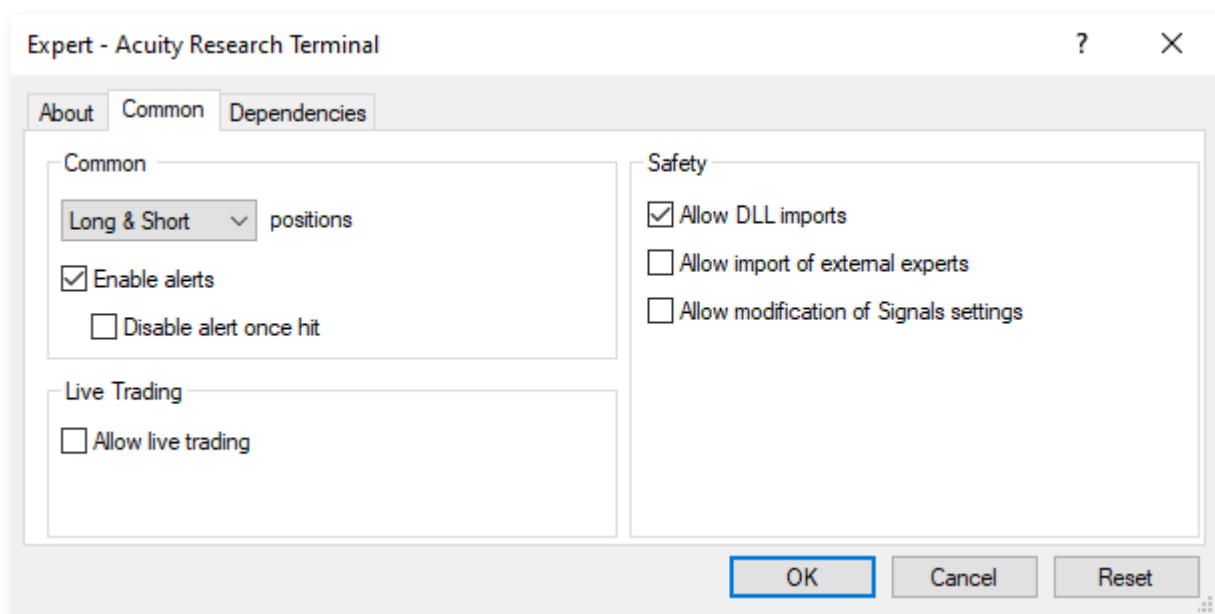 Expert - Acuity Research Terminal
?
About
Common
Dependencies
Common
Long & Short
positions
Enable alerts
Disable alert once hit
Live Trading
Allow live trading
Safety
Allow DLL imports
Allow import of external experts
Allow modification of Signals settings
OK
Cancel
Reset